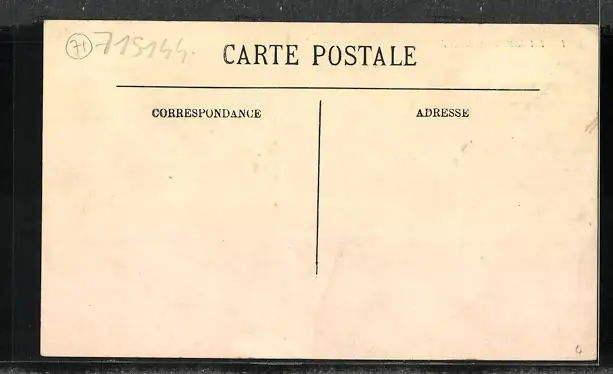 71 -715144.
CARTE POSTALE
CORRESPONDANCE
ADRESSE